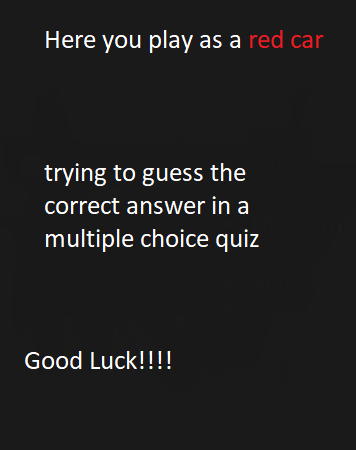 Here you play as a red car
trying to guess the
correct answer in a
multiple choice quiz
Good Luck!!!!